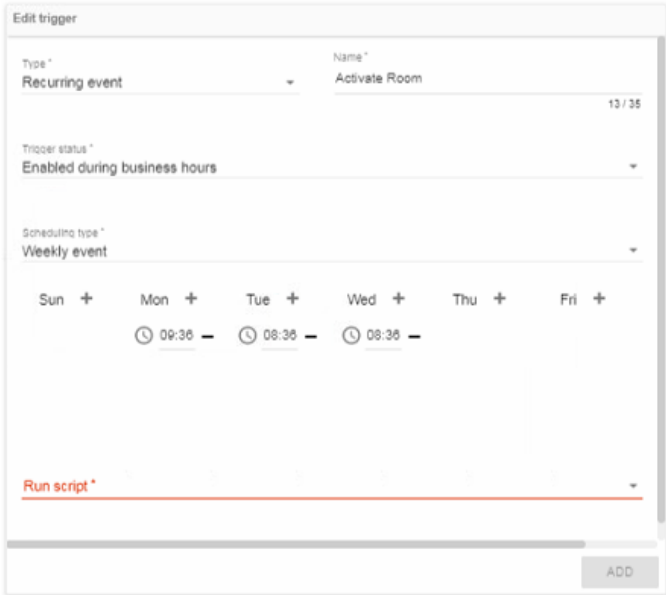 Edit trigger
Type *
Name *
Recurring event
Activate Room
13 / 35
Trigger status *
Enabled during business hours
Scheduling type *
Weekly event
Sun + Mon + Tue + Wed + Thu + Fri +
09:36 – 08:36 – 08:36 –
Run script *
ADD